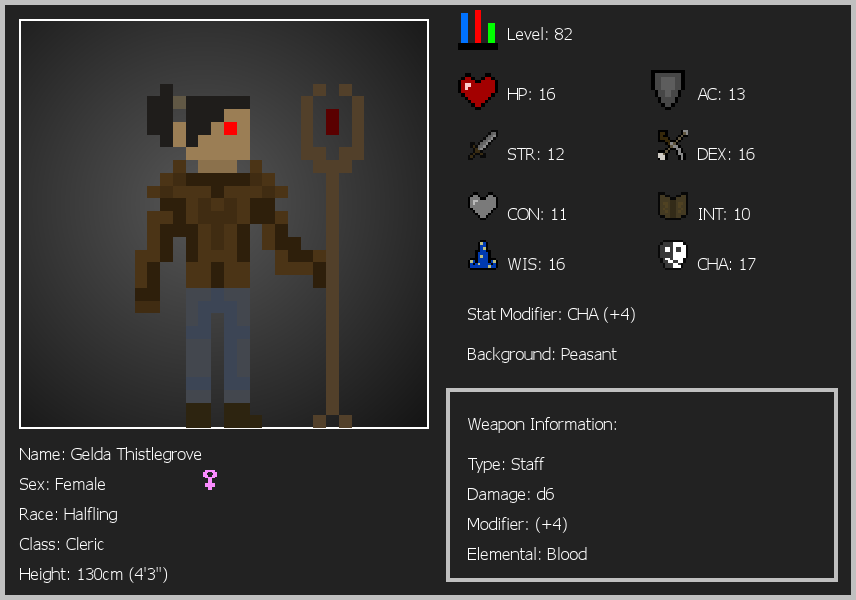 Level: 82
HP: 16
AC: 13
STR: 12
DEX: 16
CON: 11
INT: 10
WIS: 16
CHA: 17
Stat Modifier: CHA (+4)
Background: Peasant
Weapon Information:
Type: Staff
Damage: d6
Modifier: (+4)
Elemental: Blood
Name: Gelda Thistlegrove
Sex: Female
Race: Halfling
Class: Cleric
Height: 130cm (4'3")